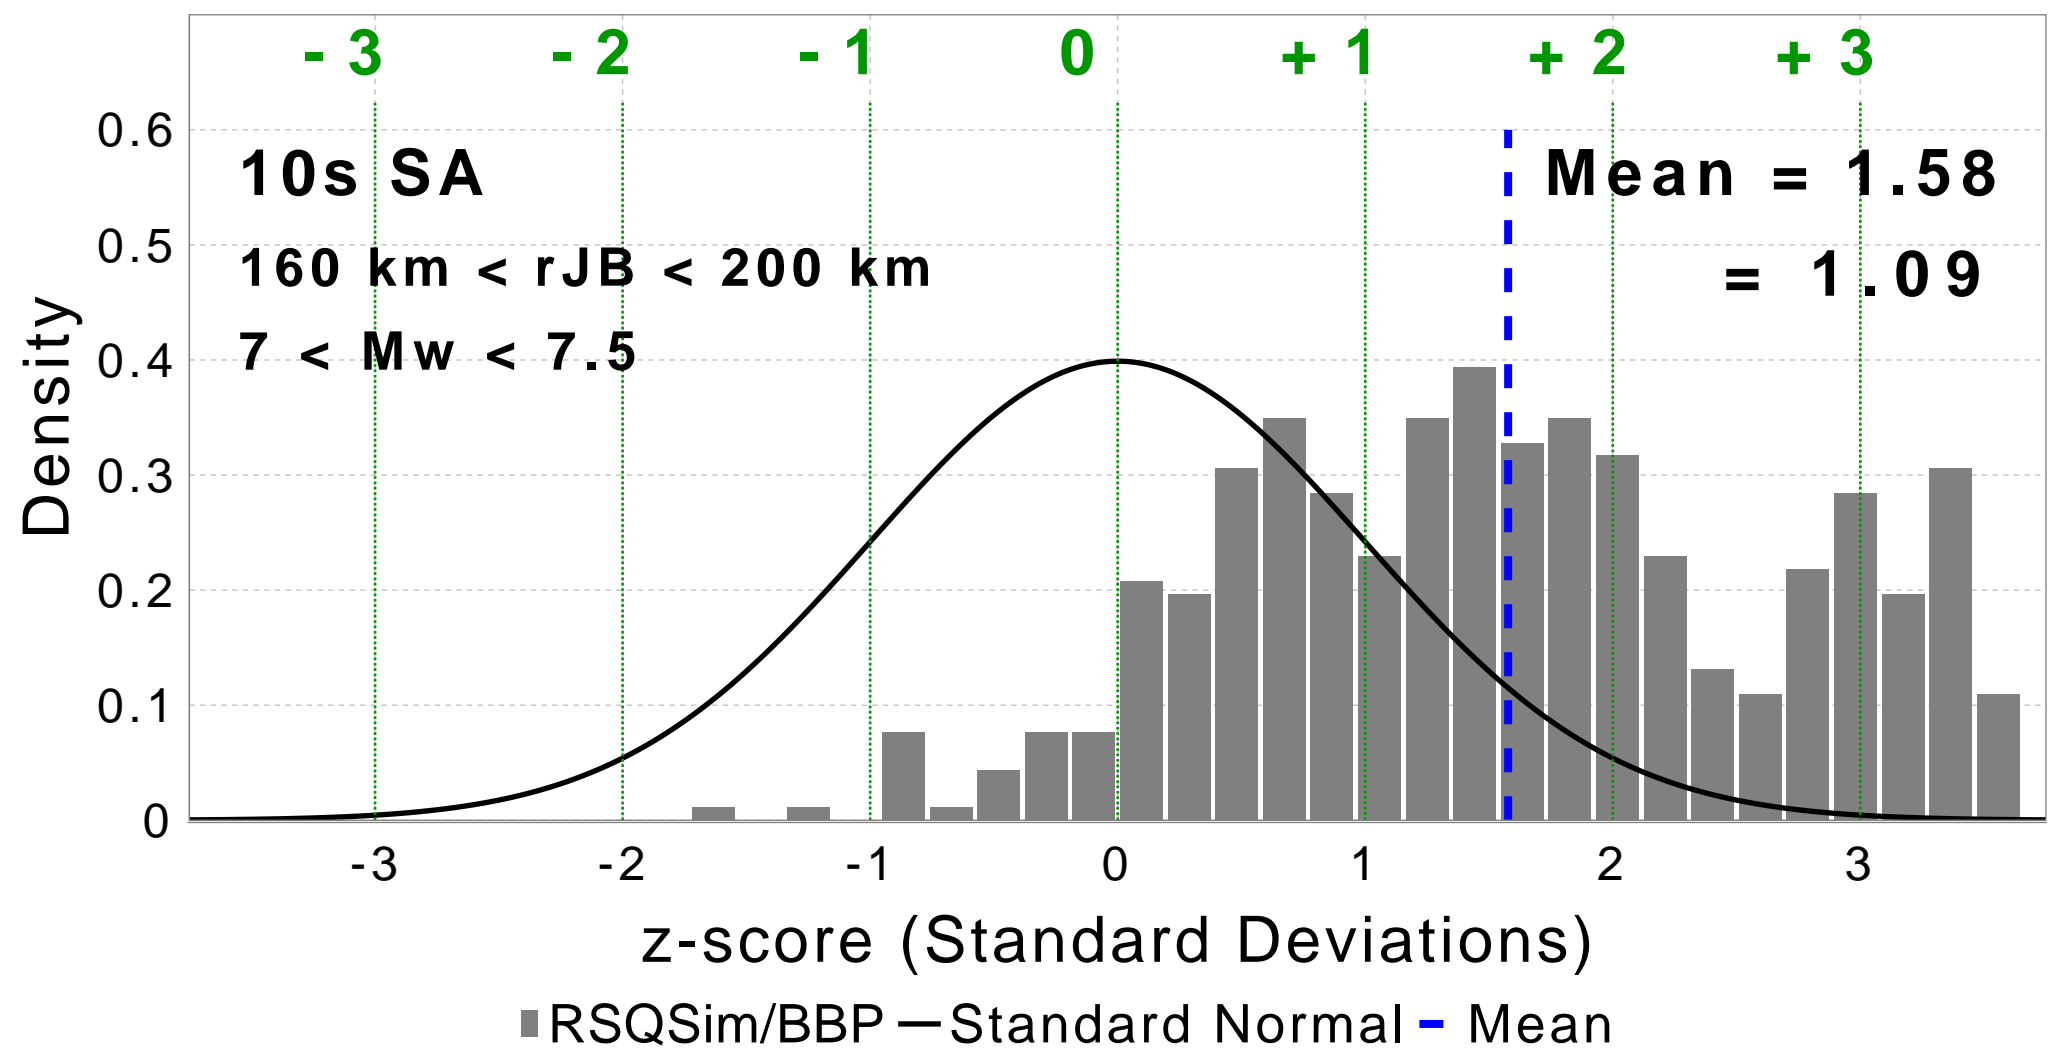 - 3 - 2 - 1 0 + 1 + 2 + 3
0.6
10s SA
Mean = 1.58
0.5
160 km < rJB < 200 km
= 1.09
0.4
7 < Mw < 7.5
0.3
0.2
0.1
0
Density
-3 -2 -1 0 1 2 3
z-score (Standard Deviations)
RSQSim/BBP Standard Normal Mean